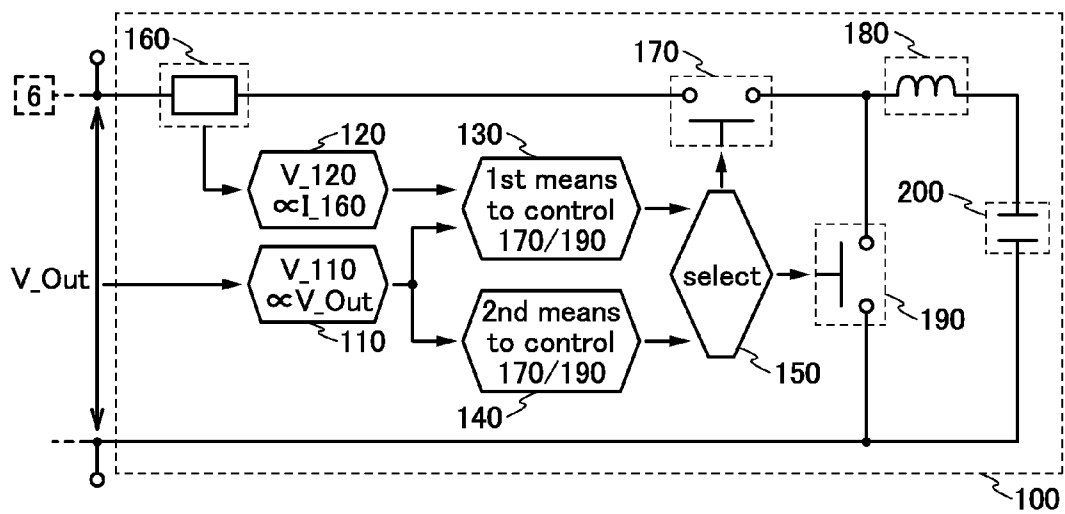 160
170
180
6
120
V_120
∝I_160
130
1st means
to control
170/190
200
V_Out
V_110
∝V_Out
110
select
190
2nd means
to control
170/190
140
150
100